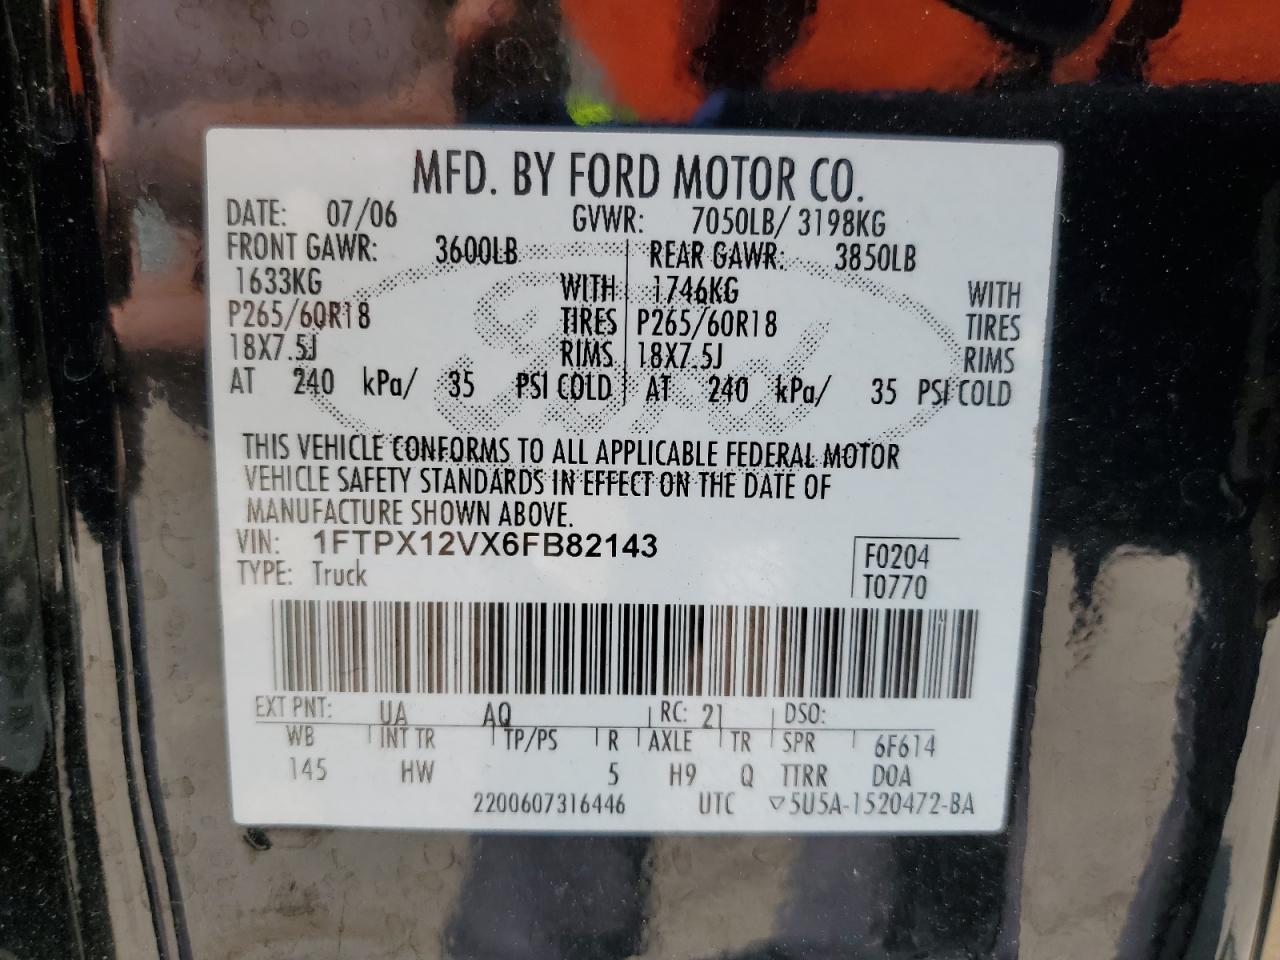 MFD. BY FORD MOTOR CO.
DATE: 07/06 GVWR: 7050LB/ 3198KG
FRONT GAWR: 3600LB REAR GAWR: 3850LB
1633KG WITH 1746KG WITH
P265/60R18 TIRES P265/60R18 TIRES
18X7.5J RIMS 18X7.5J RIMS
AT 240 kPa/ 35 PSI COLD AT 240 kPa/ 35 PSI COLD
THIS VEHICLE CONFORMS TO ALL APPLICABLE FEDERAL MOTOR
VEHICLE SAFETY STANDARDS IN EFFECT ON THE DATE OF
MANUFACTURE SHOWN ABOVE.
VIN: 1FTPX12VX6FB82143
TYPE: Truck
F0204
T0770
EXT PNT: UA AQ RC: 21 DSO:
WB INT TR TP/PS R AXLE TR SPR 6F614
145 HW 5 H9 Q TTRR DOA
2200607316446 UTC ▽5U5A-1520472-BA